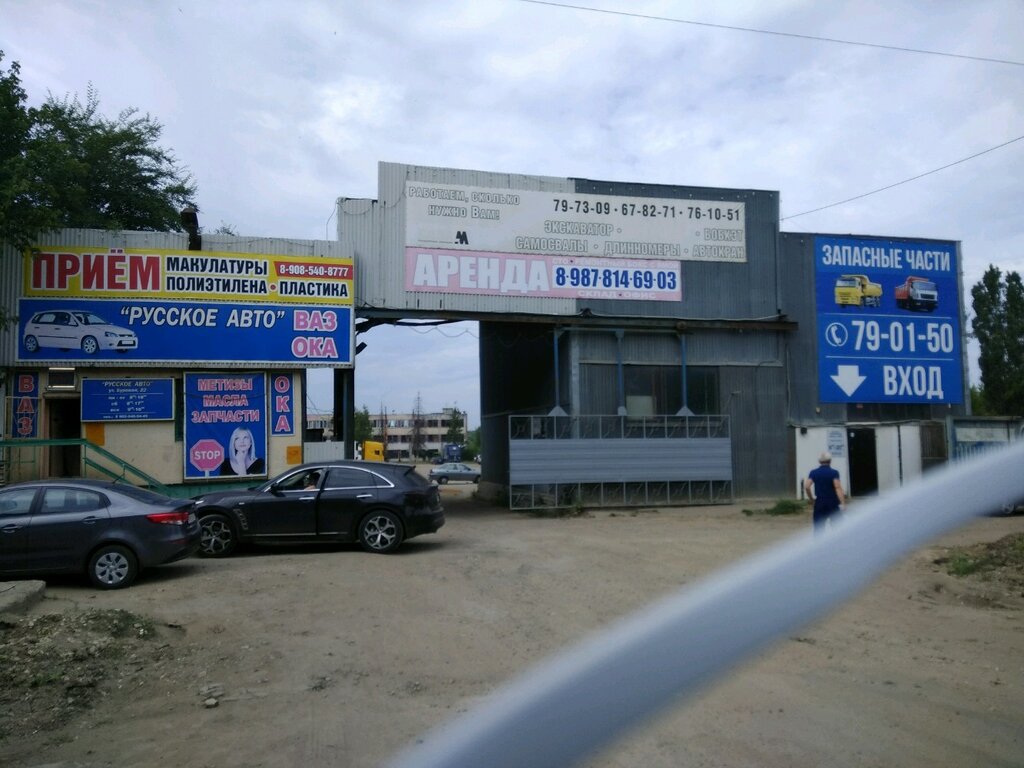 РАБОТАЕМ, СКОЛЬКО
НУЖНО ВАМ!
79-73-09 · 67-82-71 · 76-10-51
ЭКСКАВАТОР · БОБКЭТ
САМОСВАЛЫ · ДЛИННОМЕРЫ · АВТОКРАН
АРЕНДА 8-987-814-69-03
СКЛАД ОФИС
ПРИЁМ
МАКУЛАТУРЫ 8-908-540-8777
ПОЛИЭТИЛЕНА · ПЛАСТИКА
"РУССКОЕ АВТО" ВАЗ
ОКА
ВАЗ
"РУССКОЕ АВТО"
МЕТИЗЫ
МАСЛА
ЗАПЧАСТИ
STOP
ОКА
ЗАПАСНЫЕ ЧАСТИ
79-01-50
ВХОД